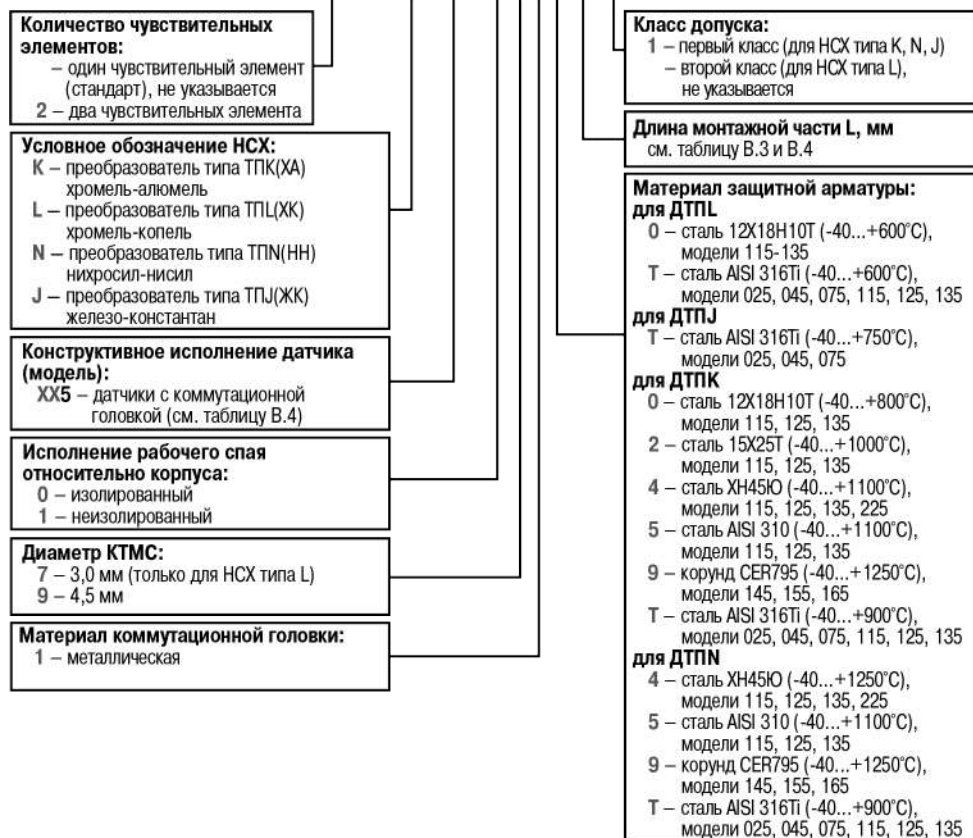 Количество чувствительных
элементов:
– один чувствительный элемент
(стандарт), не указывается
2 – два чувствительных элемента
Условное обозначение НСХ:
K – преобразователь типа ТПK(ХА)
хромель-алюмель
L – преобразователь типа ТПL(ХК)
хромель-копель
N – преобразователь типа ТПN(НН)
нихросил-нисил
J – преобразователь типа ТПJ(ЖК)
железо-константан
Конструктивное исполнение датчика
(модель):
XX5 – датчики с коммутационной
головкой (см. таблицу В.4)
Исполнение рабочего спая
относительно корпуса:
0 – изолированный
1 – неизолированный
Диаметр КТМС:
7 – 3,0 мм (только для НСХ типа L)
9 – 4,5 мм
Материал коммутационной головки:
1 – металлическая
Класс допуска:
1 – первый класс (для НСХ типа K, N, J)
– второй класс (для НСХ типа L),
не указывается
Длина монтажной части L, мм
см. таблицу В.3 и В.4
Материал защитной арматуры:
для ДТПL
0 – сталь 12Х18Н10Т (-40...+600°С),
модели 115-135
T – сталь AISI 316Ti (-40...+600°С),
модели 025, 045, 075, 115, 125, 135
для ДТПJ
T – сталь AISI 316Ti (-40...+750°С),
модели 025, 045, 075
для ДТПK
0 – сталь 12Х18Н10Т (-40...+800°С),
модели 115, 125, 135
2 – сталь 15Х25Т (-40...+1000°С),
модели 115, 125, 135
4 – сталь ХН45Ю (-40...+1100°С),
модели 115, 125, 135, 225
5 – сталь AISI 310 (-40...+1100°С),
модели 115, 125, 135
9 – корунд CER795 (-40...+1250°С),
модели 145, 155, 165
T – сталь AISI 316Ti (-40...+900°С),
модели 025, 045, 075, 115, 125, 135
для ДТПN
4 – сталь ХН45Ю (-40...+1250°С),
модели 115, 125, 135, 225
5 – сталь AISI 310 (-40...+1100°С),
модели 115, 125, 135
9 – корунд CER795 (-40...+1250°С),
модели 145, 155, 165
T – сталь AISI 316Ti (-40...+900°С),
модели 025, 045, 075, 115, 125, 135